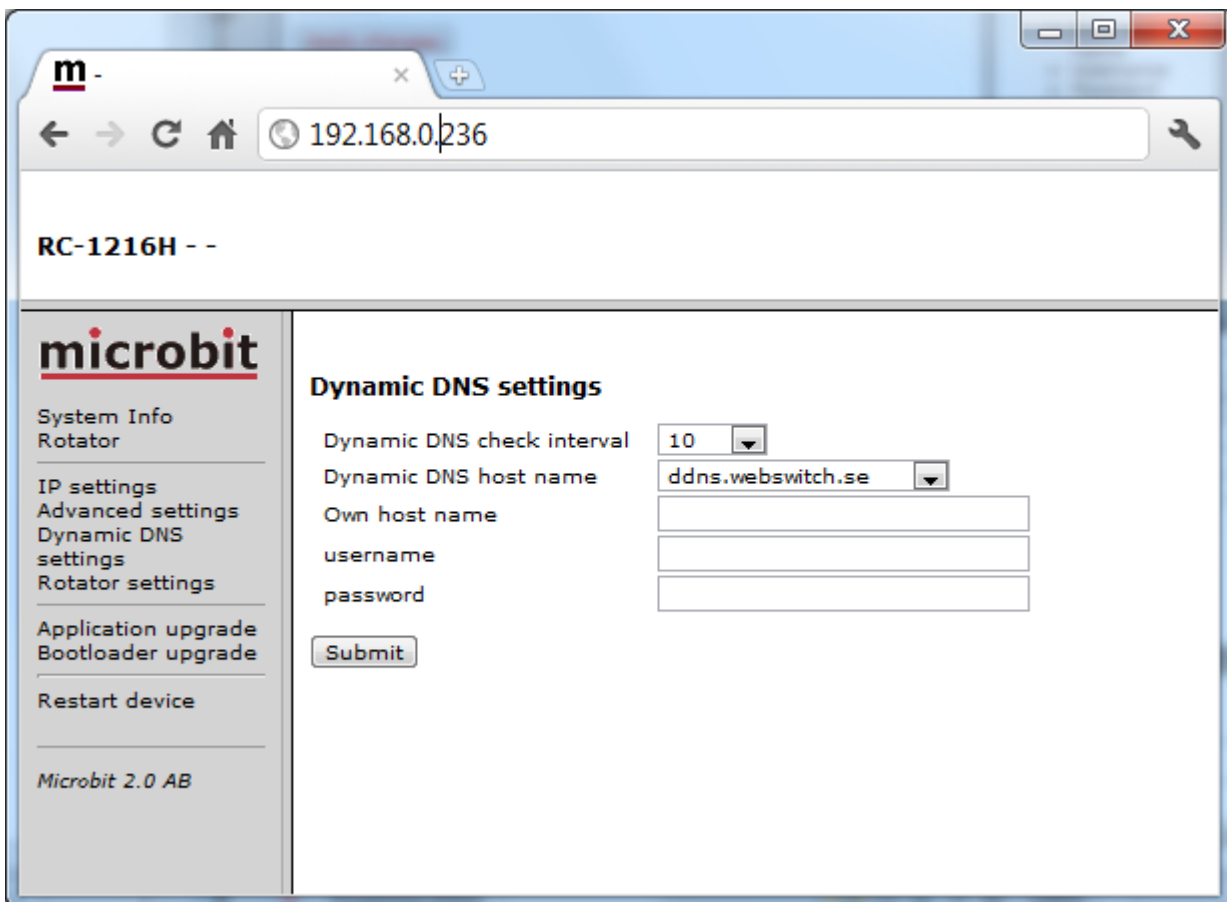 m -
192.168.0.236
RC-1216H - -
microbit
System Info
Rotator
IP settings
Advanced settings
Dynamic DNS
settings
Rotator settings
Application upgrade
Bootloader upgrade
Restart device
Microbit 2.0 AB
Dynamic DNS settings
Dynamic DNS check interval 10
Dynamic DNS host name ddns.webswitch.se
Own host name
username
password
Submit